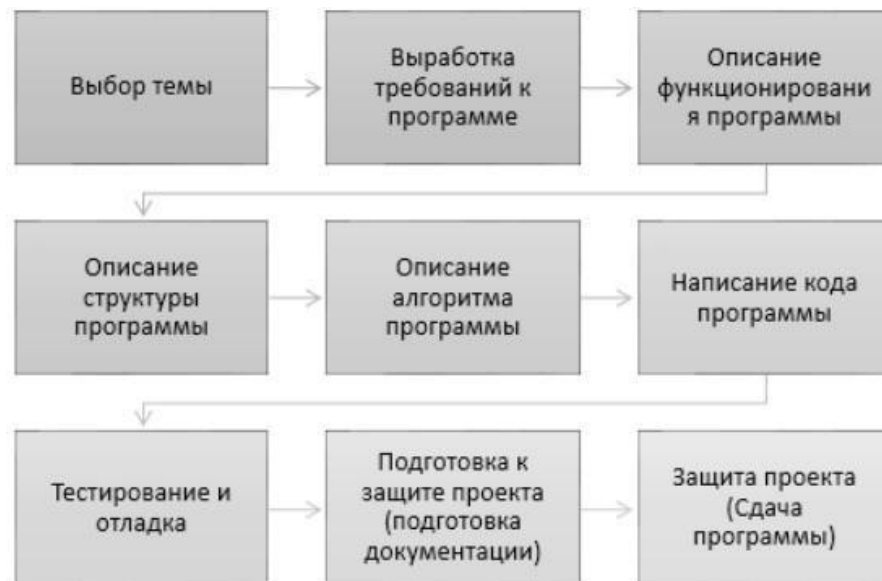 Выбор темы
Выработка
требований к
программе
Описание
функционировани
я программы
Описание
структуры
программы
Описание
алгоритма
программы
Написание кода
программы
Тестирование и
отладка
Подготовка к
защите проекта
(подготовка
документации)
Защита проекта
(Сдача
программы)